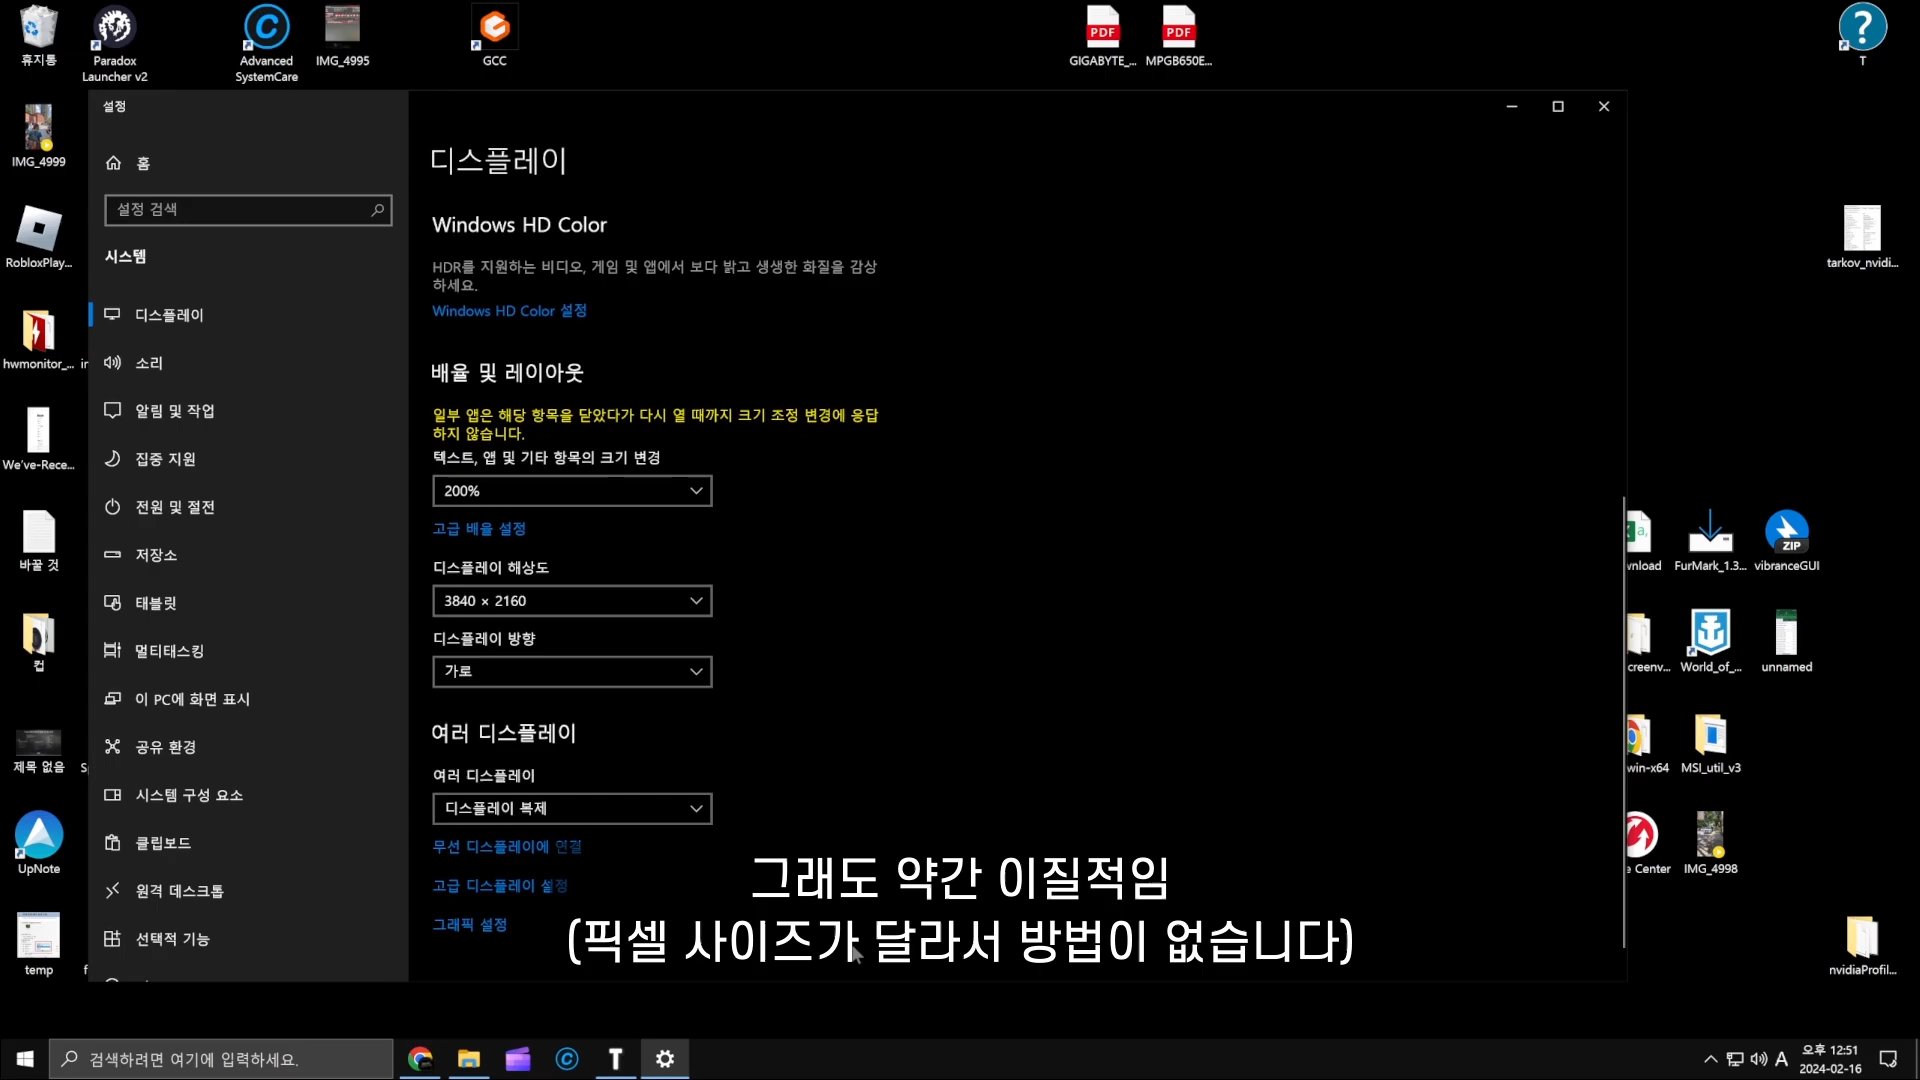 휴지통
Paradox
Launcher v2
Advanced
SystemCare
IMG_4995
GCC
PDF
GIGABYTE_...
PDF
MPGB650E...
T
IMG_4999
RobloxPlay...
hwmonitor_...
We've-Rece...
바꿀 것
컵
제목 없음
UpNote
temp
설정
홈
설정 검색
시스템
디스플레이
소리
알림 및 작업
집중 지원
전원 및 절전
저장소
태블릿
멀티태스킹
이 PC에 화면 표시
공유 환경
시스템 구성 요소
클립보드
원격 데스크톱
선택적 기능
디스플레이
Windows HD Color
HDR를 지원하는 비디오, 게임 및 앱에서 보다 밝고 생생한 화질을 감상
하세요.
Windows HD Color 설정
배율 및 레이아웃
일부 앱은 해당 항목을 닫았다가 다시 열 때까지 크기 조정 변경에 응답
하지 않습니다.
텍스트, 앱 및 기타 항목의 크기 변경
200%
고급 배율 설정
디스플레이 해상도
3840 × 2160
디스플레이 방향
가로
여러 디스플레이
여러 디스플레이
디스플레이 복제
무선 디스플레이에 연결
고급 디스플레이 설정
그래픽 설정
그래도 약간 이질적임
(픽셀 사이즈가 달라서 방법이 없습니다)
tarkov_nvidi...
wnload
FurMark_1.3...
ZIP
vibranceGUI
creenv...
World_of_...
unnamed
win-x64
MSI_util_v3
e Center
IMG_4998
nvidiaProfil...
검색하려면 여기에 입력하세요.
T
A
오후 12:51
2024-02-16